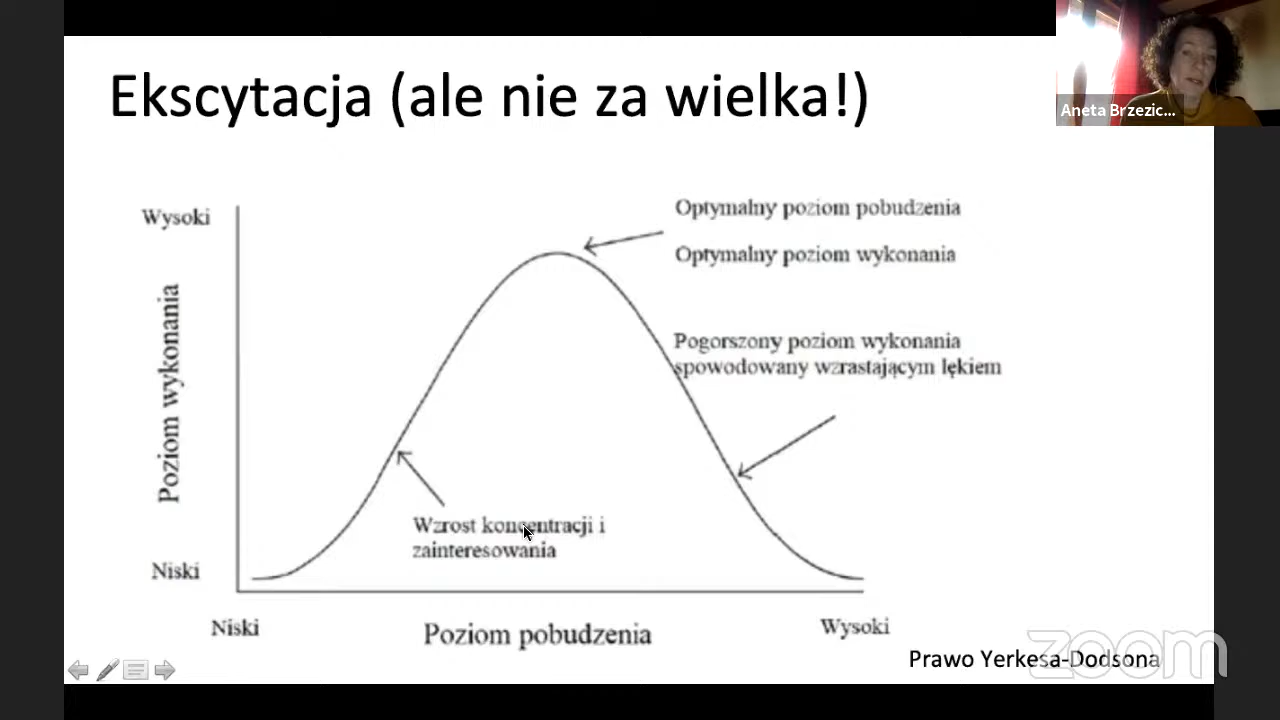 Ekscytacja (ale nie za wielka!)
Aneta Brzezic...
Wysoki
Optymalny poziom pobudzenia
Optymalny poziom wykonania
Pogorszony poziom wykonania
spowodowany wzrastającym lękiem
Poziom wykonania
Wzrost koncentracji i
zainteresowania
Niski
Niski
Poziom pobudzenia
Wysoki
Prawo Yerkesa-Dodsona
zoom